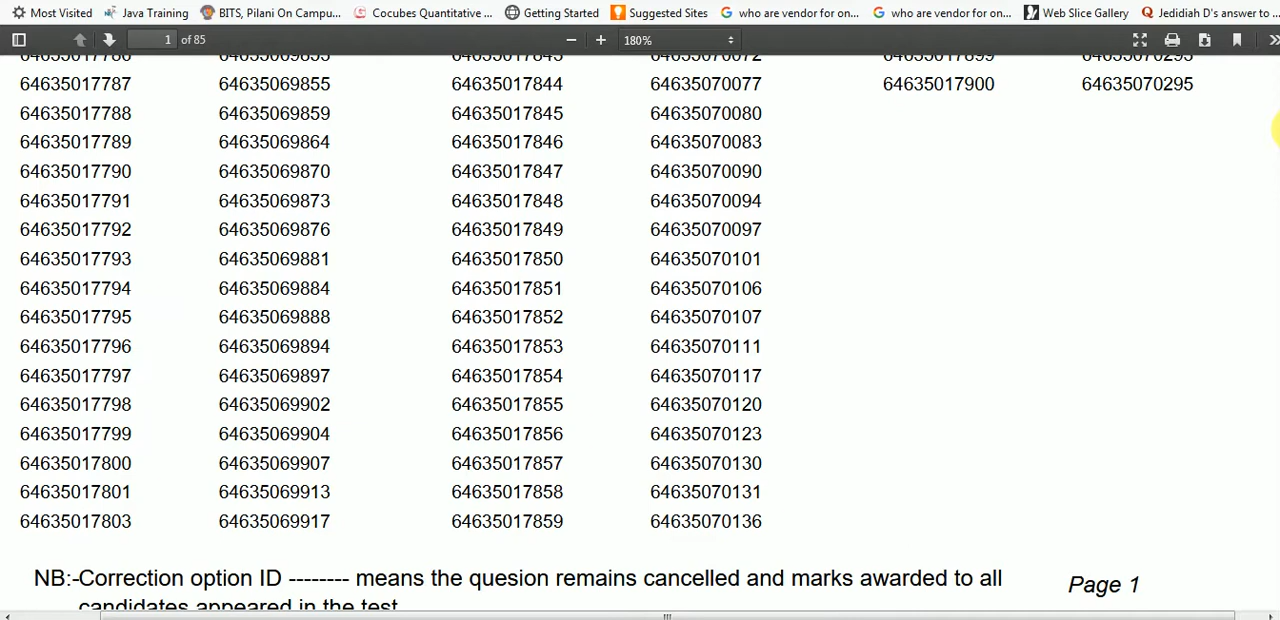 Most Visited Java Training BITS, Pilani On Campu... Cocubes Quantitative ... Getting Started Suggested Sites who are vendor for on... who are vendor for on... Web Slice Gallery Jedidiah D's answer to ...
1 of 85 180%
64635017786 64635069853 64635017843 64635070072 64635017899 64635070293
64635017787 64635069855 64635017844 64635070077 64635017900 64635070295
64635017788 64635069859 64635017845 64635070080
64635017789 64635069864 64635017846 64635070083
64635017790 64635069870 64635017847 64635070090
64635017791 64635069873 64635017848 64635070094
64635017792 64635069876 64635017849 64635070097
64635017793 64635069881 64635017850 64635070101
64635017794 64635069884 64635017851 64635070106
64635017795 64635069888 64635017852 64635070107
64635017796 64635069894 64635017853 64635070111
64635017797 64635069897 64635017854 64635070117
64635017798 64635069902 64635017855 64635070120
64635017799 64635069904 64635017856 64635070123
64635017800 64635069907 64635017857 64635070130
64635017801 64635069913 64635017858 64635070131
64635017803 64635069917 64635017859 64635070136
NB:-Correction option ID -------- means the quesion remains cancelled and marks awarded to all
candidates appeared in the test
Page 1